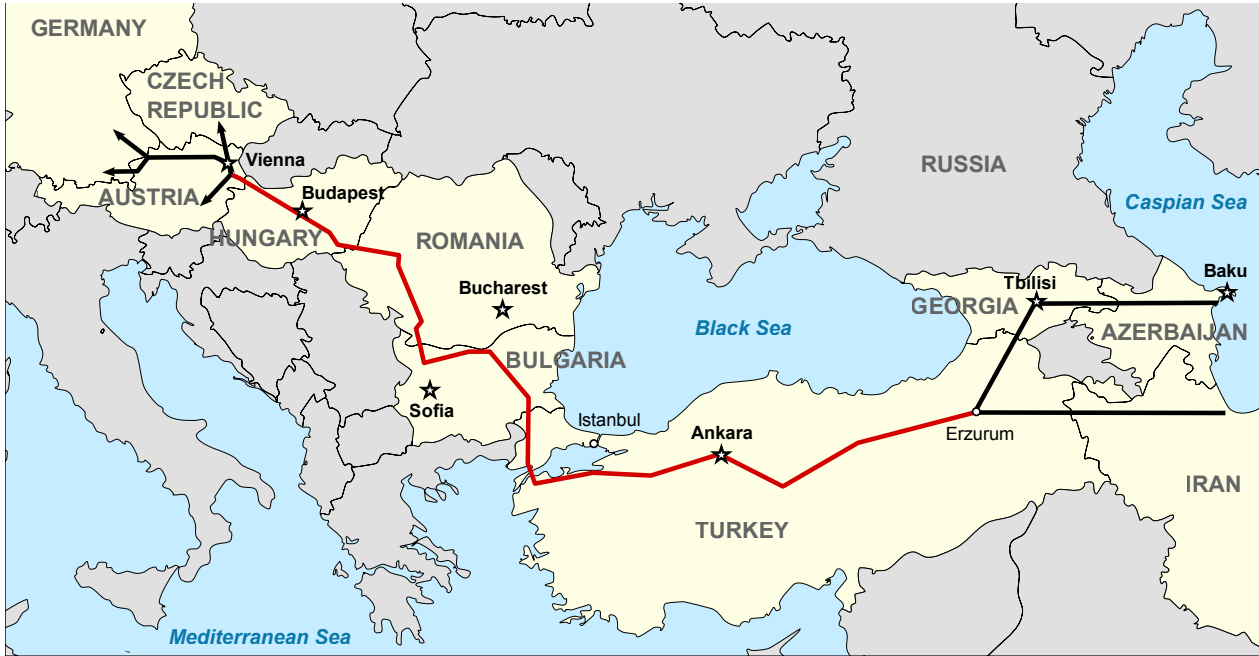 GERMANY
CZECH
REPUBLIC
Vienna
AUSTRIA
Budapest
HUNGARY
ROMANIA
Bucharest
BULGARIA
Sofia
Istanbul
Ankara
TURKEY
Black Sea
RUSSIA
Caspian Sea
Tbilisi
GEORGIA
Baku
AZERBAIJAN
Erzurum
IRAN
Mediterranean Sea